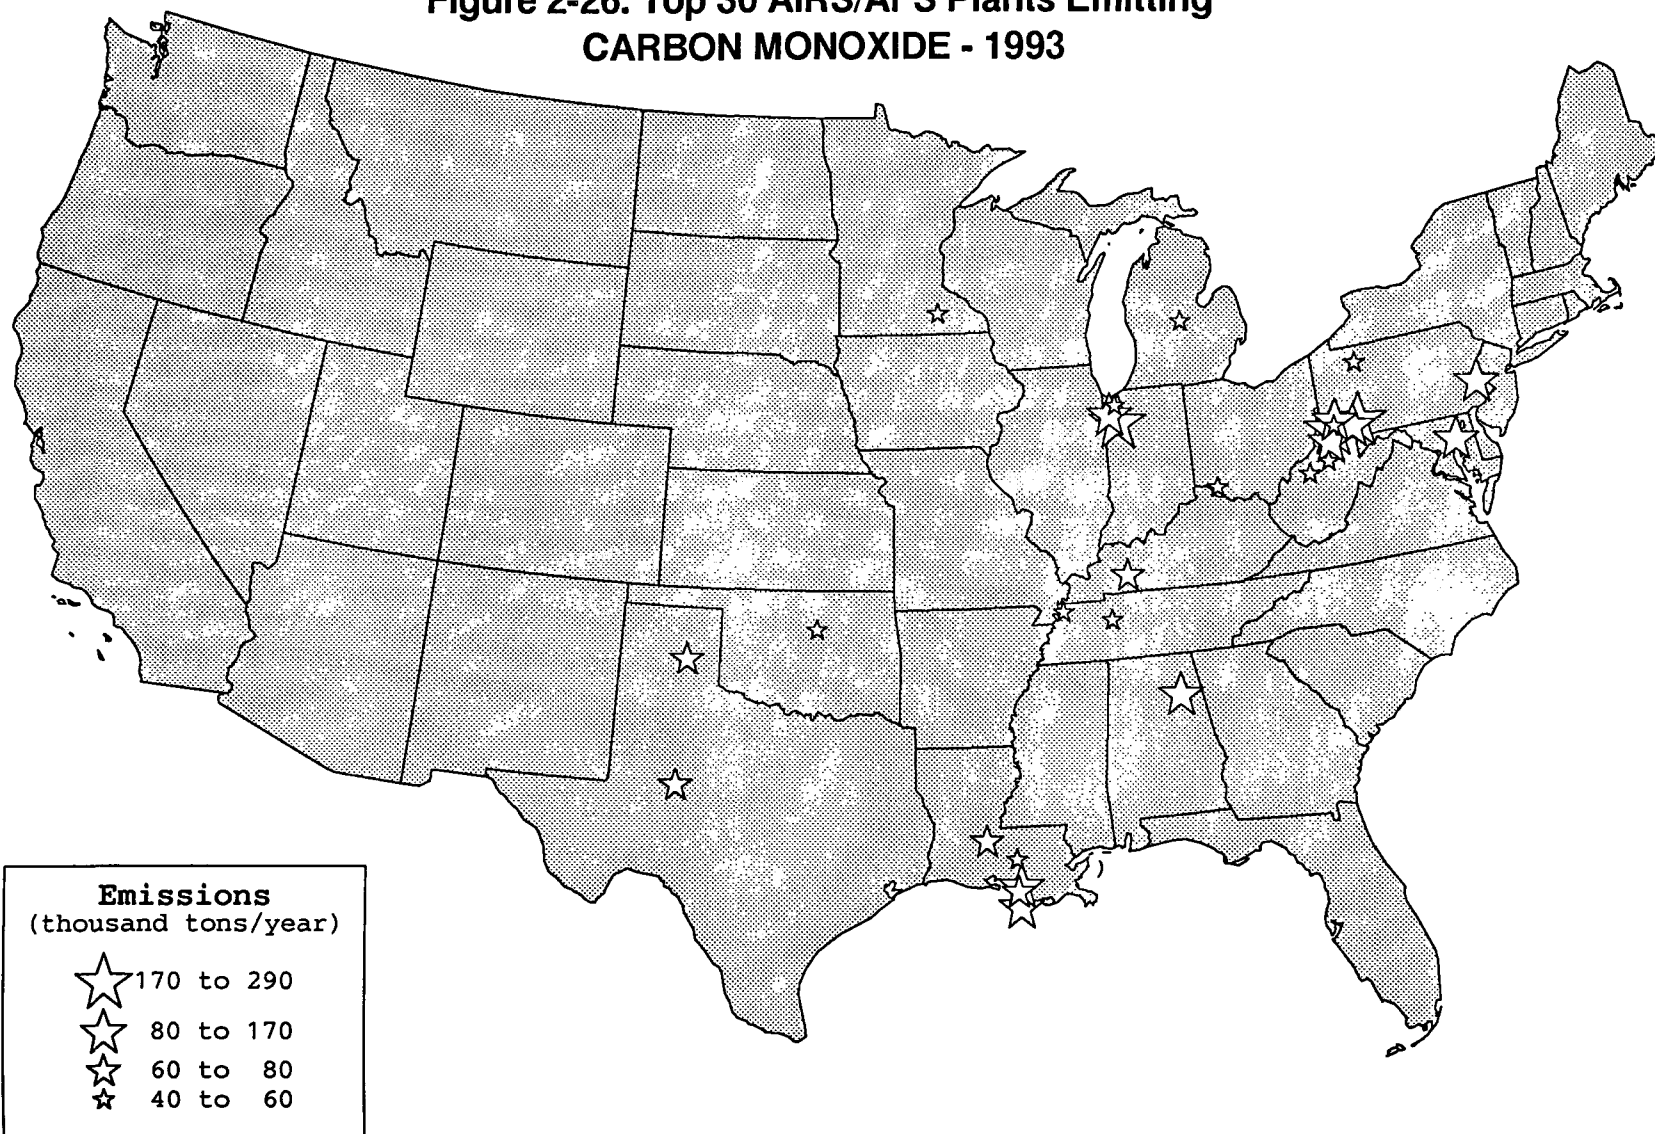 Figure 2-26. Top 30 AIRS/AFS Plants Emitting
CARBON MONOXIDE - 1993
Emissions
(thousand tons/year)
170 to 290
80 to 170
60 to 80
40 to 60